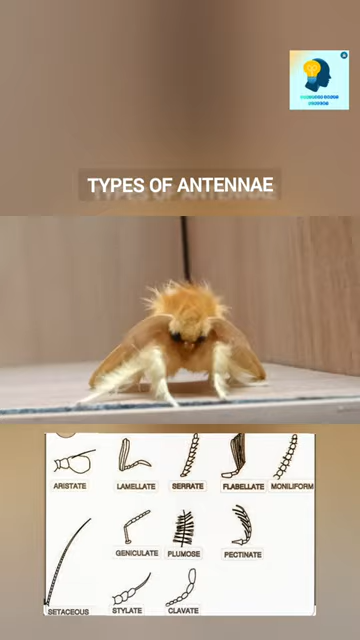 TYPES OF ANTENNAE
ARISTATE
LAMELLATE
SERRATE
FLABELLATE
MONILIFORM
GENICULATE
PLUMOSE
PECTINATE
SETACEOUS
STYLATE
CLAVATE